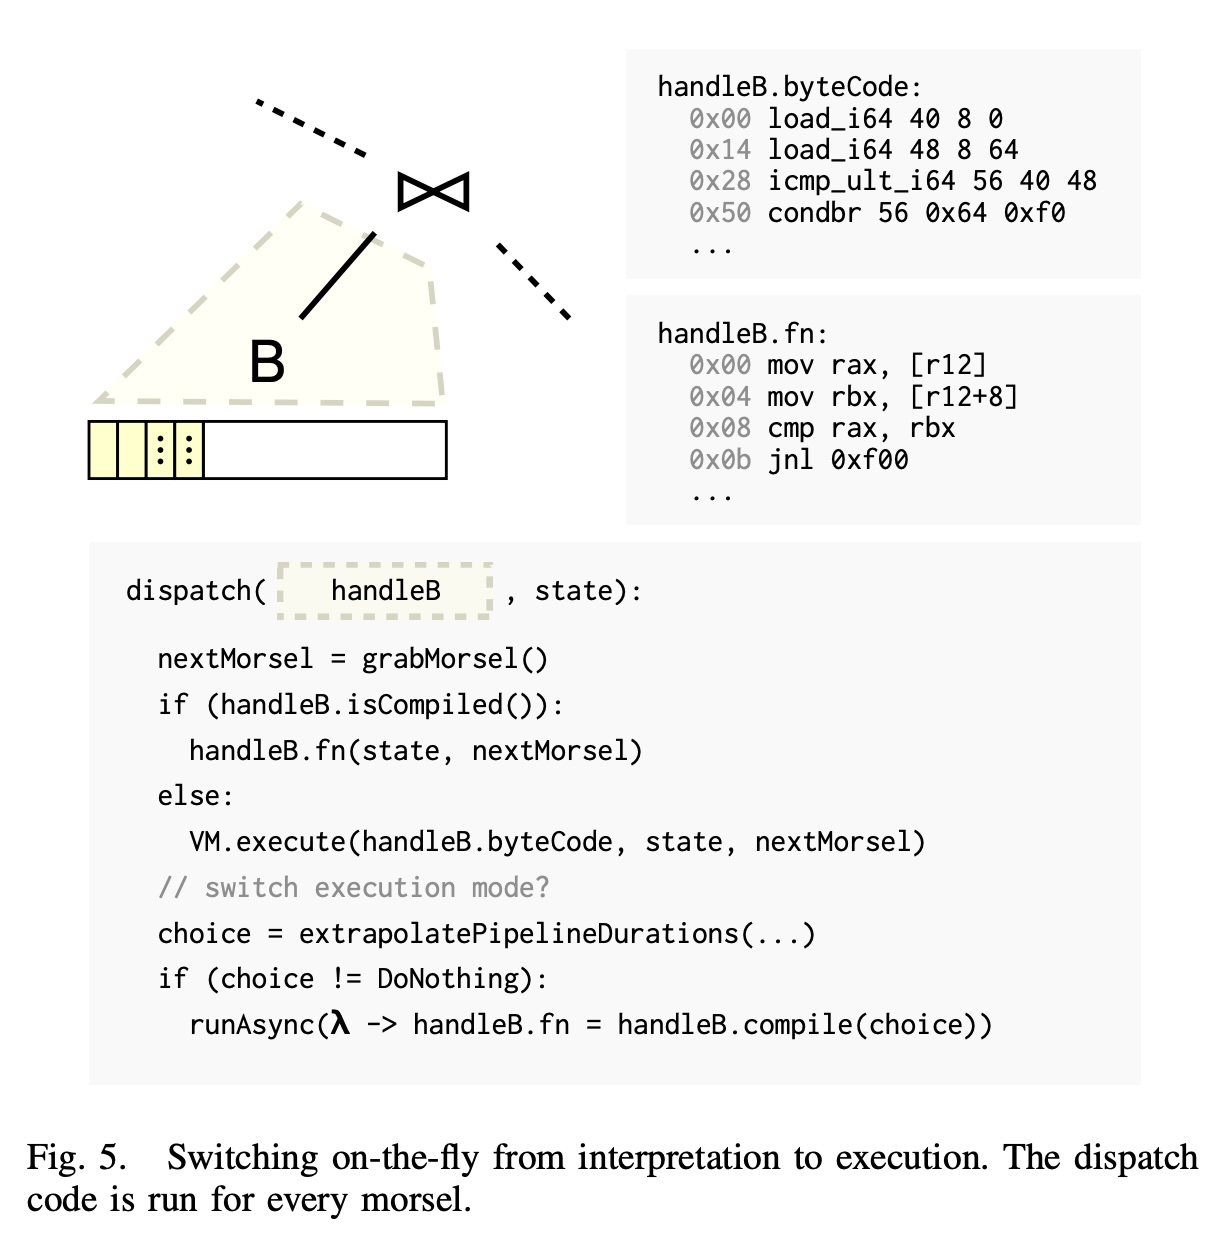 B
handleB.byteCode:
0x00 load_i64 40 8 0
0x14 load_i64 48 8 64
0x28 icmp_ult_i64 56 40 48
0x50 condbr 56 0x64 0xf0
...
handleB.fn:
0x00 mov rax, [r12]
0x04 mov rbx, [r12+8]
0x08 cmp rax, rbx
0x0b jnl 0xf00
...
dispatch( handleB , state):
nextMorsel = grabMorsel()
if (handleB.isCompiled()):
handleB.fn(state, nextMorsel)
else:
VM.execute(handleB.byteCode, state, nextMorsel)
// switch execution mode?
choice = extrapolatePipelineDurations(...)
if (choice != DoNothing):
runAsync(λ -> handleB.fn = handleB.compile(choice))
Fig. 5. Switching on-the-fly from interpretation to execution. The dispatch
code is run for every morsel.